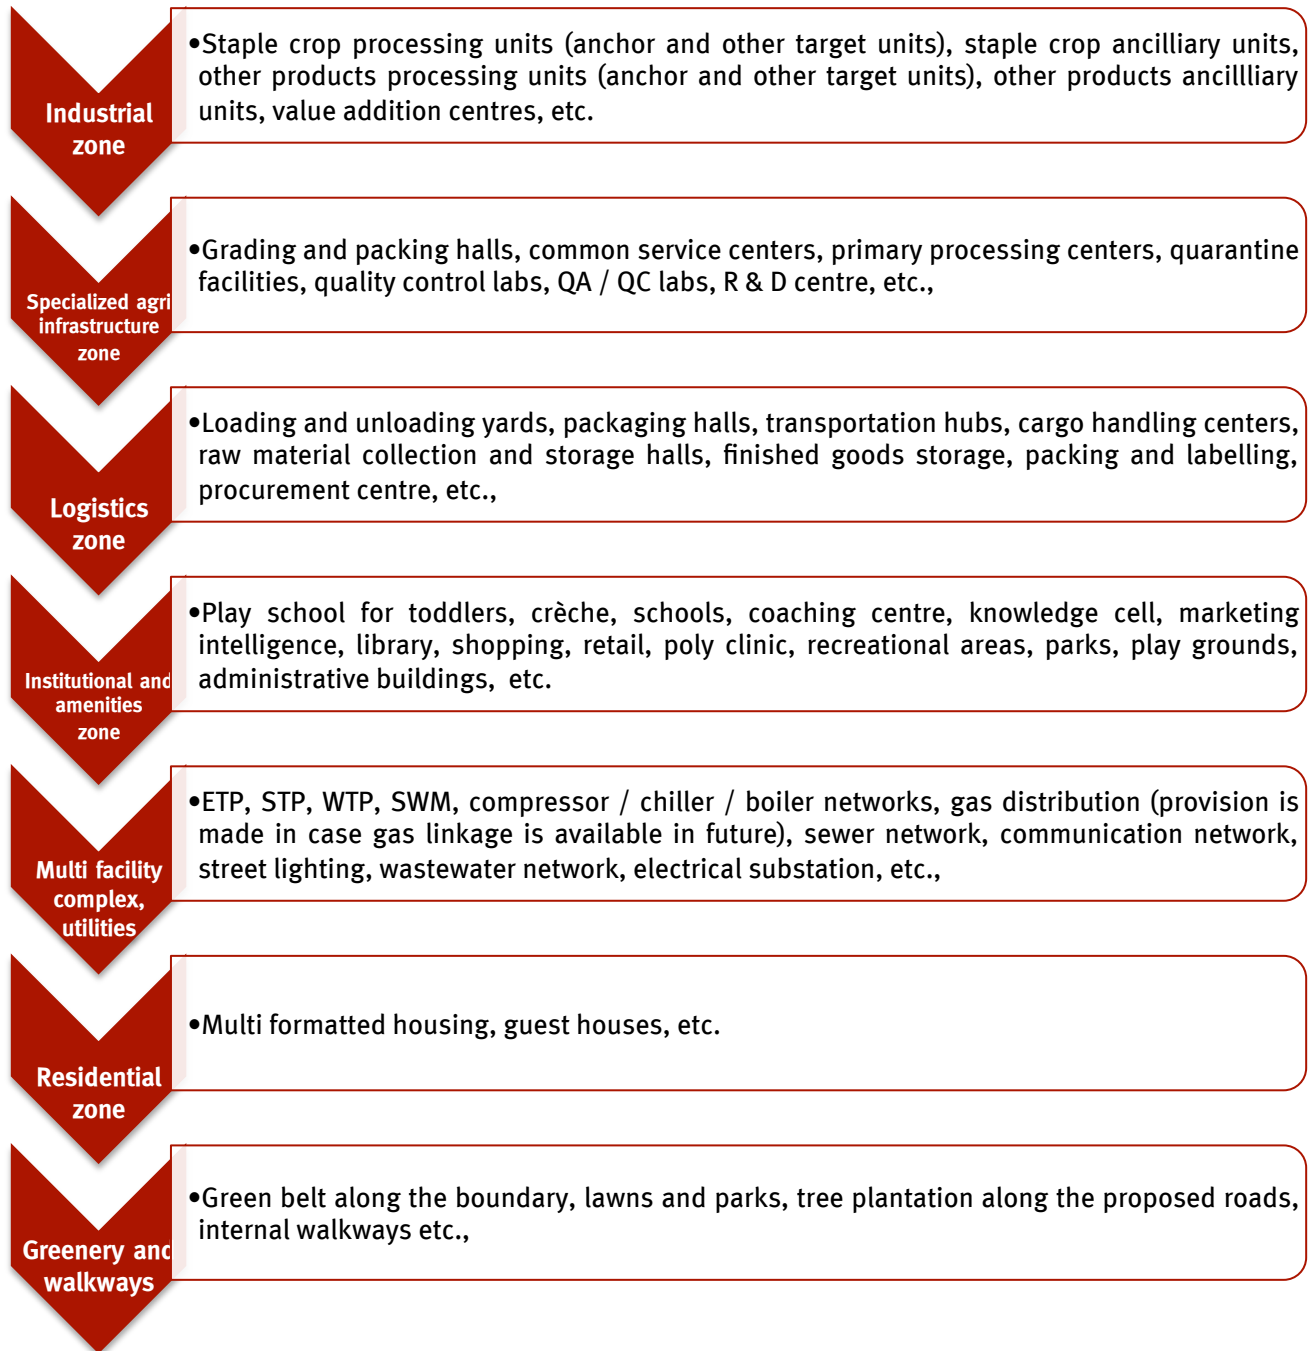 Industrial
zone
•Staple crop processing units (anchor and other target units), staple crop ancilliary units,
other products processing units (anchor and other target units), other products ancillliary
units, value addition centres, etc.
Specialized agri
infrastructure
zone
•Grading and packing halls, common service centers, primary processing centers, quarantine
facilities, quality control labs, QA / QC labs, R & D centre, etc.,
Logistics
zone
•Loading and unloading yards, packaging halls, transportation hubs, cargo handling centers,
raw material collection and storage halls, finished goods storage, packing and labelling,
procurement centre, etc.,
Institutional and
amenities
zone
•Play school for toddlers, crèche, schools, coaching centre, knowledge cell, marketing
intelligence, library, shopping, retail, poly clinic, recreational areas, parks, play grounds,
administrative buildings, etc.
Multi facility
complex,
utilities
•ETP, STP, WTP, SWM, compressor / chiller / boiler networks, gas distribution (provision is
made in case gas linkage is available in future), sewer network, communication network,
street lighting, wastewater network, electrical substation, etc.,
Residential
zone
•Multi formatted housing, guest houses, etc.
Greenery and
walkways
•Green belt along the boundary, lawns and parks, tree plantation along the proposed roads,
internal walkways etc.,